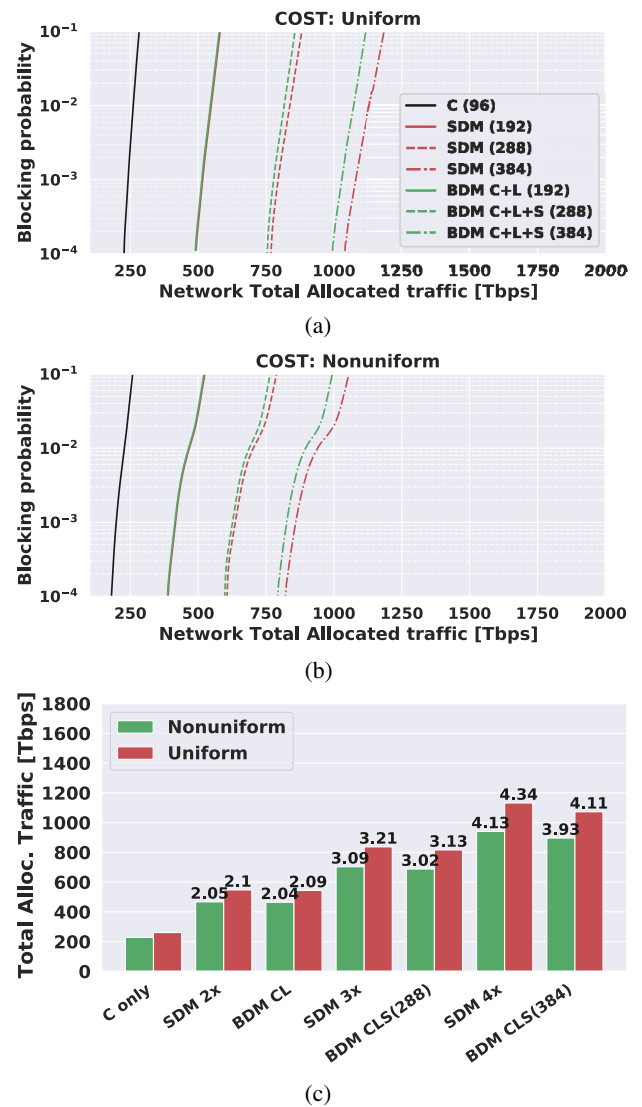 COST: Uniform
Blocking probability
10⁻¹
10⁻²
10⁻³
10⁻⁴
C (96)
SDM (192)
SDM (288)
SDM (384)
BDM C+L (192)
BDM C+L+S (288)
BDM C+L+S (384)
250 500 750 1000 1250 1500 1750 2000
Network Total Allocated traffic [Tbps]
(a)
COST: Nonuniform
Blocking probability
10⁻¹
10⁻²
10⁻³
10⁻⁴
250 500 750 1000 1250 1500 1750 2000
Network Total Allocated traffic [Tbps]
(b)
Total Alloc. Traffic [Tbps]
1800
1600
1400
1200
1000
800
600
400
200
0
Nonuniform
Uniform
2.05 2.1 2.04 2.09 3.09 3.21 3.02 3.13 4.13 4.34 3.93 4.11
C only
SDM 2x
BDM CL
SDM 3x
BDM CLS(288)
SDM 4x
BDM CLS(384)
(c)